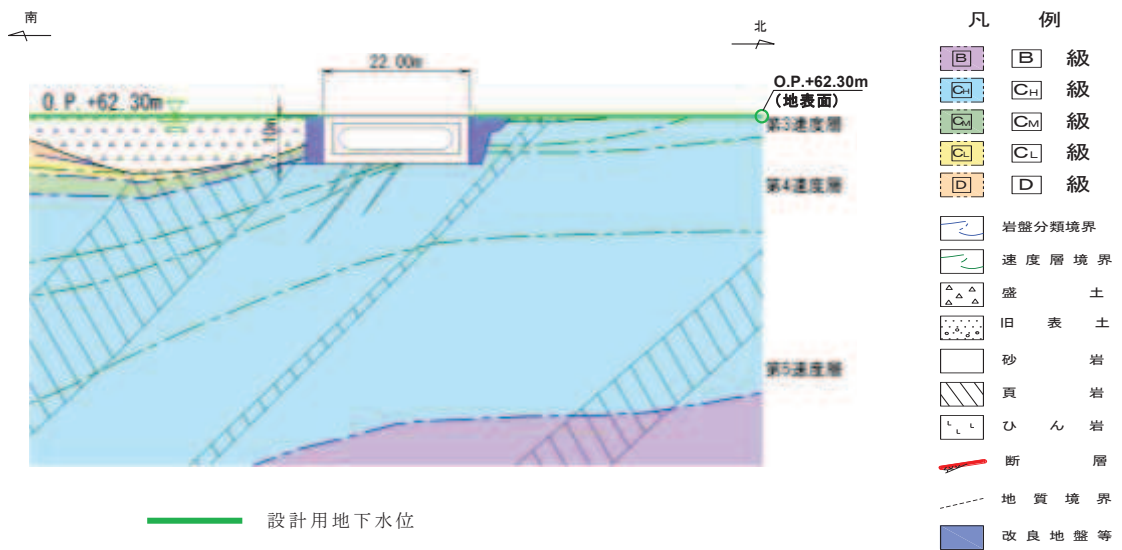 南
北
22.00m
O.P.+62.30m
10m
O.P.+62.30m
(地表面)
第3速度層
第4速度層
第5速度層
設計用地下水位
凡 例
B B 級
CH CH 級
CM CM 級
CL CL 級
D D 級
岩盤分類境界
速度層境界
盛土
旧表土
砂岩
頁岩
ひん岩
断層
地質境界
改良地盤等